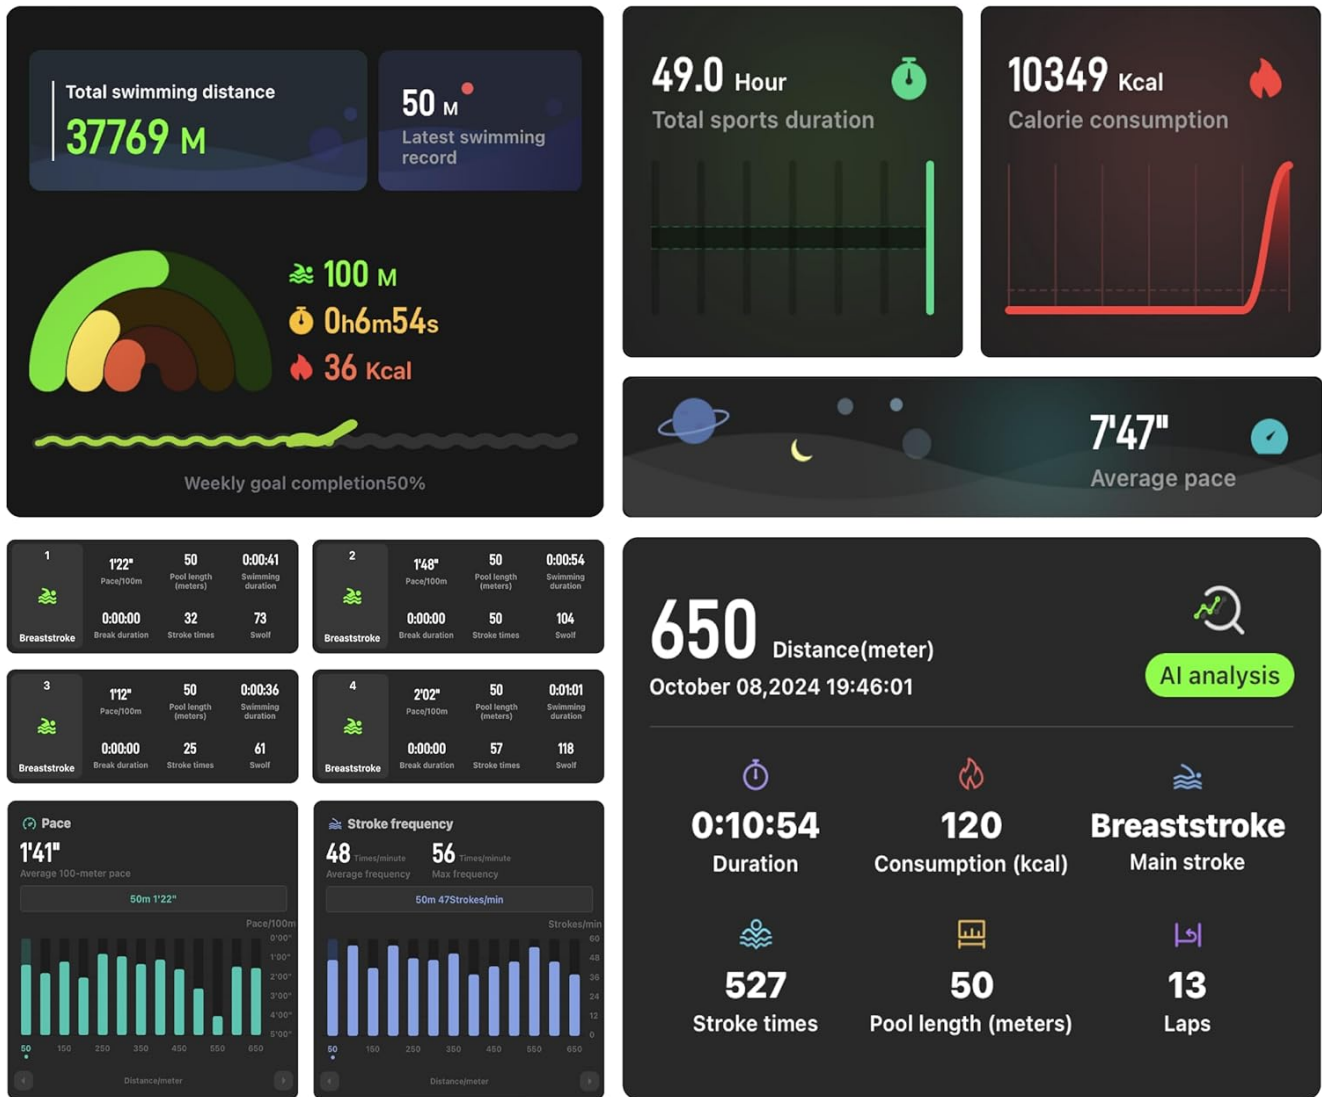 Total swimming distance
37769 M
50 M
Latest swimming
record
100 M
0h6m54s
36 Kcal
Weekly goal completion50%
49.0 Hour
Total sports duration
10349 Kcal
Calorie consumption
7'47"
Average pace
1
Breaststroke
1'22"
Pace/100m
50
Pool length
(meters)
0:00:41
Swimming
duration
0:00:00
Break duration
32
Stroke times
73
Swolf
2
Breaststroke
1'48"
Pace/100m
50
Pool length
(meters)
0:00:54
Swimming
duration
0:00:00
Break duration
50
Stroke times
104
Swolf
3
Breaststroke
1'12"
Pace/100m
50
Pool length
(meters)
0:00:36
Swimming
duration
0:00:00
Break duration
25
Stroke times
61
Swolf
4
Breaststroke
2'02"
Pace/100m
50
Pool length
(meters)
0:01:01
Swimming
duration
0:00:00
Break duration
57
Stroke times
118
Swolf
Pace
1'41"
Average 100-meter pace
50m 1'22"
Pace/100m
0'00"
1'00"
2'00"
3'00"
4'00"
5'00"
50 150 250 350 450 550 650
Distance/meter
Stroke frequency
48 Times/minute 56 Times/minute
Average frequency Max frequency
50m 47Strokes/min
Strokes/min
60
48
36
24
12
0
50 150 250 350 450 550 650
Distance/meter
650 Distance(meter)
October 08,2024 19:46:01
AI analysis
0:10:54
Duration
120
Consumption (kcal)
Breaststroke
Main stroke
527
Stroke times
50
Pool length (meters)
13
Laps